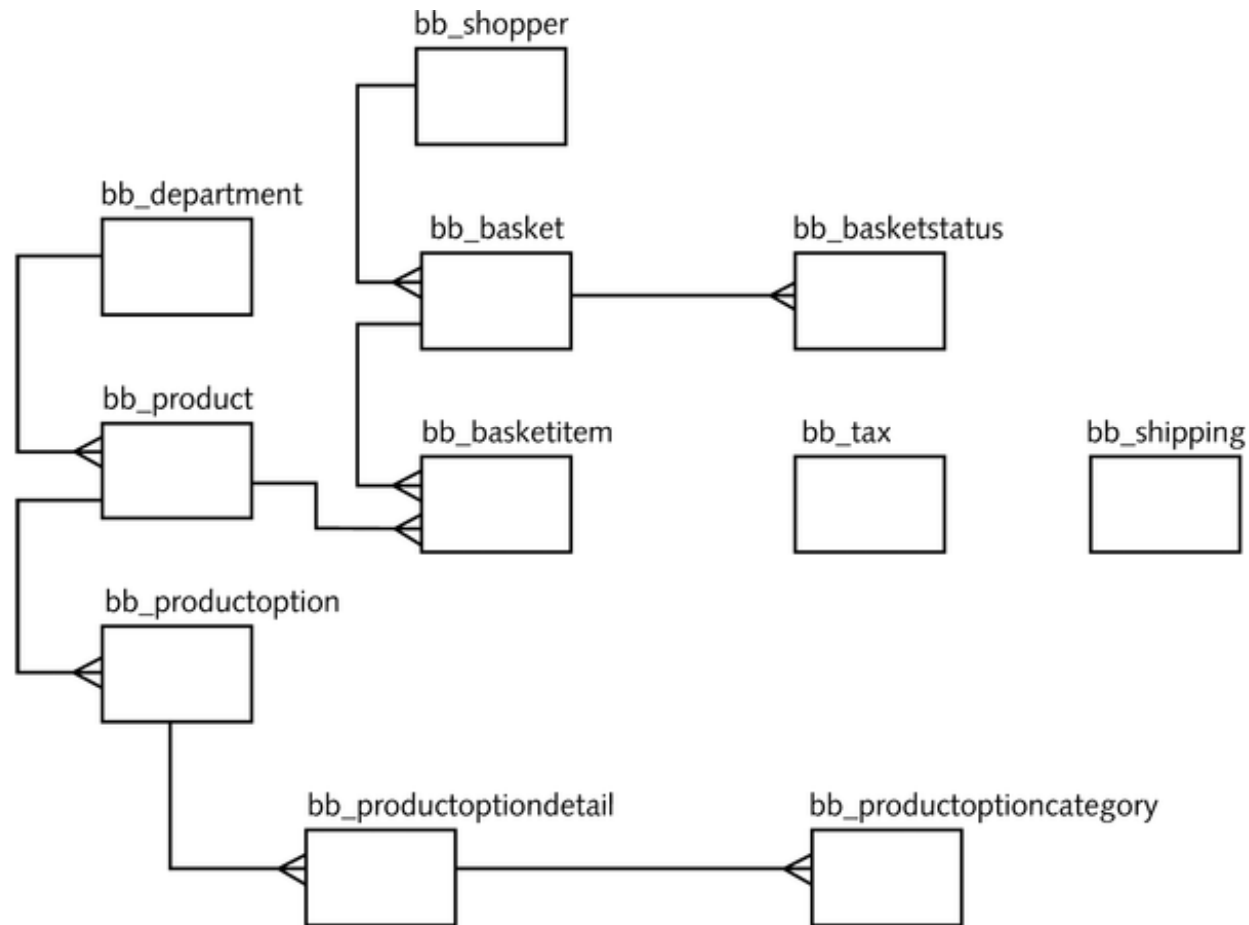 bb_shopper
bb_department
bb_basket
bb_basketstatus
bb_product
bb_basketitem
bb_tax
bb_shipping
bb_productoption
bb_productoptiondetail
bb_productoptioncategory